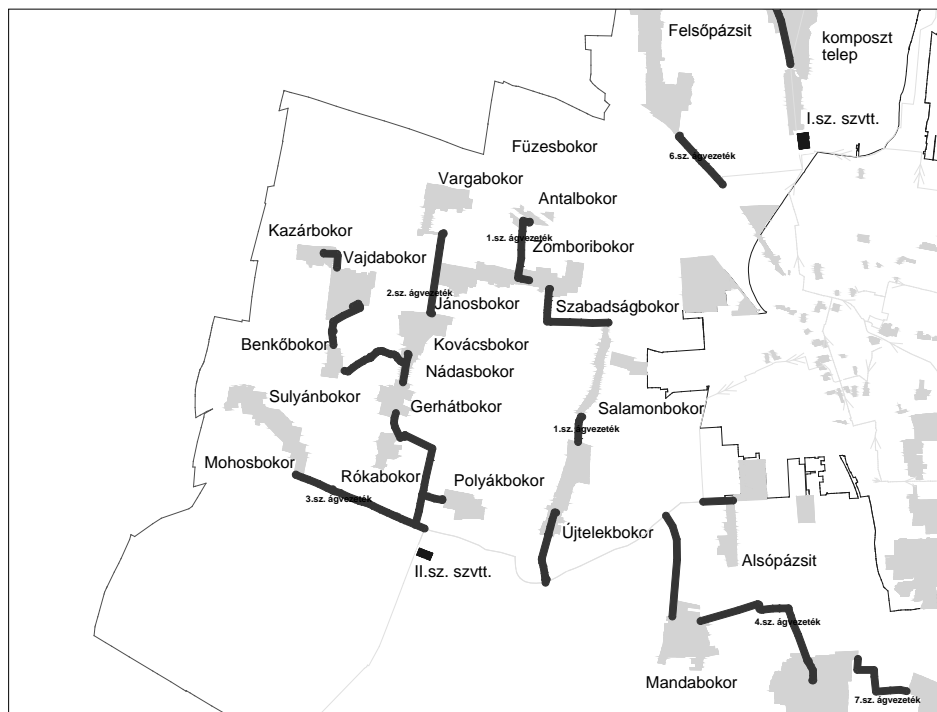 Felsőpázsit
komposzt
telep
I.sz. szvtt.
6.sz. ágvezeték
Füzesbokor
Vargabokor
Antalbokor
Kazárbokor
1.sz. ágvezeték
Zomboribokor
Vajdabokor
2.sz. ágvezeték
Jánosbokor
Szabadságbokor
Benkőbokor
Kovácsbokor
Nádasbokor
Sulyánbokor
Gerhátbokor
Salamonbokor
1.sz. ágvezeték
Mohosbokor
Rókabokor
Polyákbokor
3.sz. ágvezeték
Újtelekbokor
Alsópázsit
II.sz. szvtt.
4.sz. ágvezeték
Mandabokor
7.sz. ágvezeték